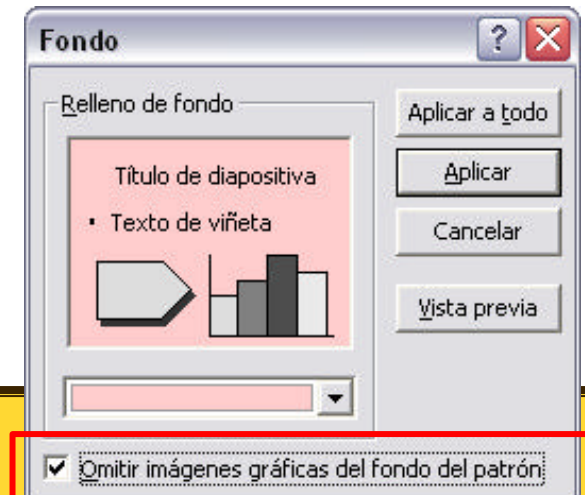 Fondo
Relleno de fondo
Título de diapositiva
• Texto de viñeta
Aplicar a todo
Aplicar
Cancelar
Vista previa
Omitir imágenes gráficas del fondo del patrón